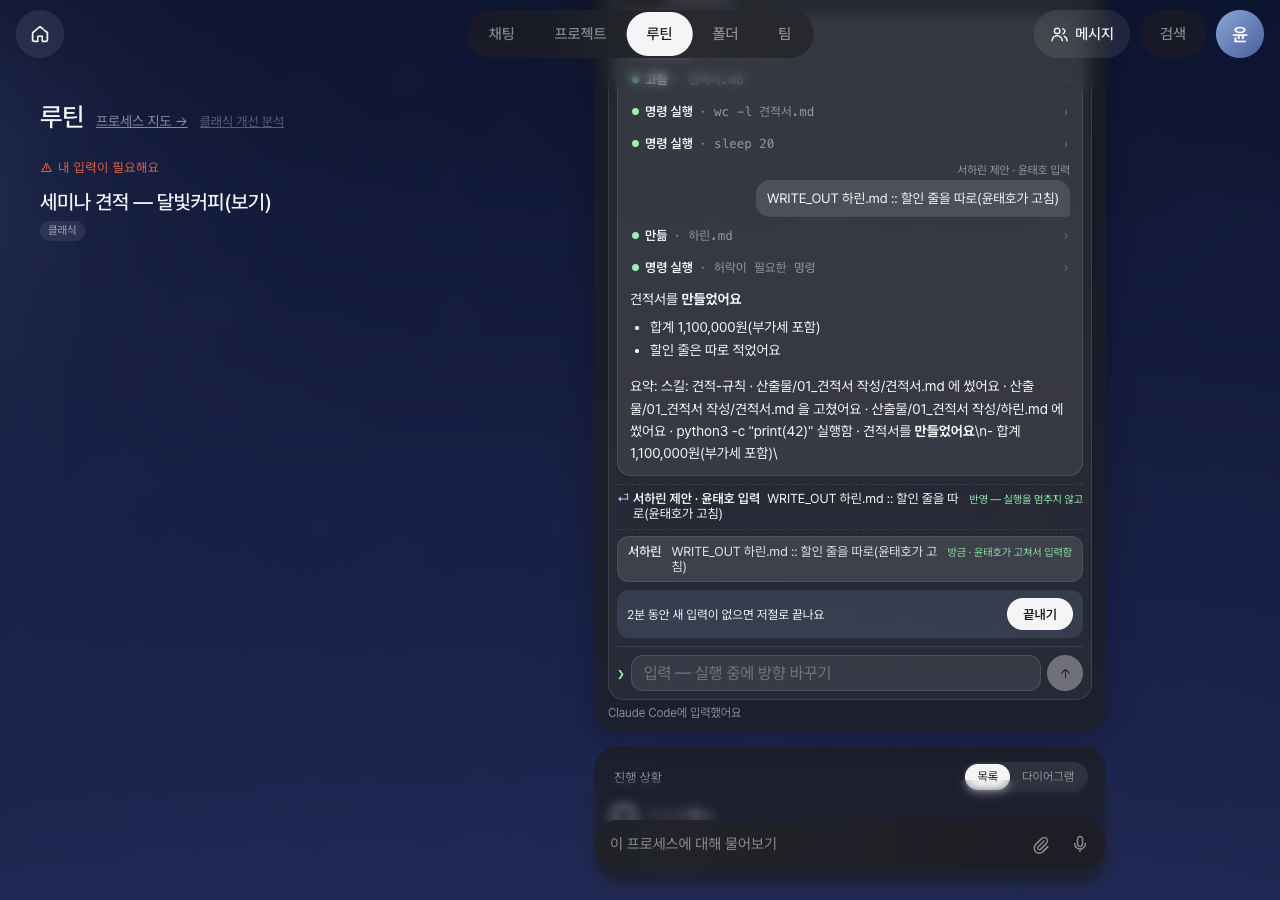 채팅
프로젝트
루틴
폴더
팀
메시지
검색
윤
루틴
프로세스 지도 →
클래식 개선 분석
내 입력이 필요해요
세미나 견적 — 달빛커피(보기)
클래식
고침 · 견적서.md
명령 실행 · wc -l 견적서.md
명령 실행 · sleep 20
서하린 제안 · 윤태호 입력
WRITE_OUT 하린.md :: 할인 줄을 따로(윤태호가 고침)
만듦 · 하린.md
명령 실행 · 허락이 필요한 명령
견적서를 만들었어요
• 합계 1,100,000원(부가세 포함)
• 할인 줄은 따로 적었어요
요약: 스킬: 견적-규칙 · 산출물/01_견적서 작성/견적서.md 에 썼어요 · 산출
물/01_견적서 작성/견적서.md 을 고쳤어요 · 산출물/01_견적서 작성/하린.md 에
썼어요 · python3 -c "print(42)" 실행함 · 견적서를 만들었어요\n- 합계
1,100,000원(부가세 포함)\
서하린 제안 · 윤태호 입력 WRITE_OUT 하린.md :: 할인 줄을 따
로(윤태호가 고침)
반영 — 실행을 멈추지 않고
서하린 WRITE_OUT 하린.md :: 할인 줄을 따로(윤태호가 고
침)
방금 · 윤태호가 고쳐서 입력함
2분 동안 새 입력이 없으면 저절로 끝나요
끝내기
❯ 입력 — 실행 중에 방향 바꾸기
Claude Code에 입력했어요
진행 상황
목록
다이어그램
이 프로세스에 대해 물어보기